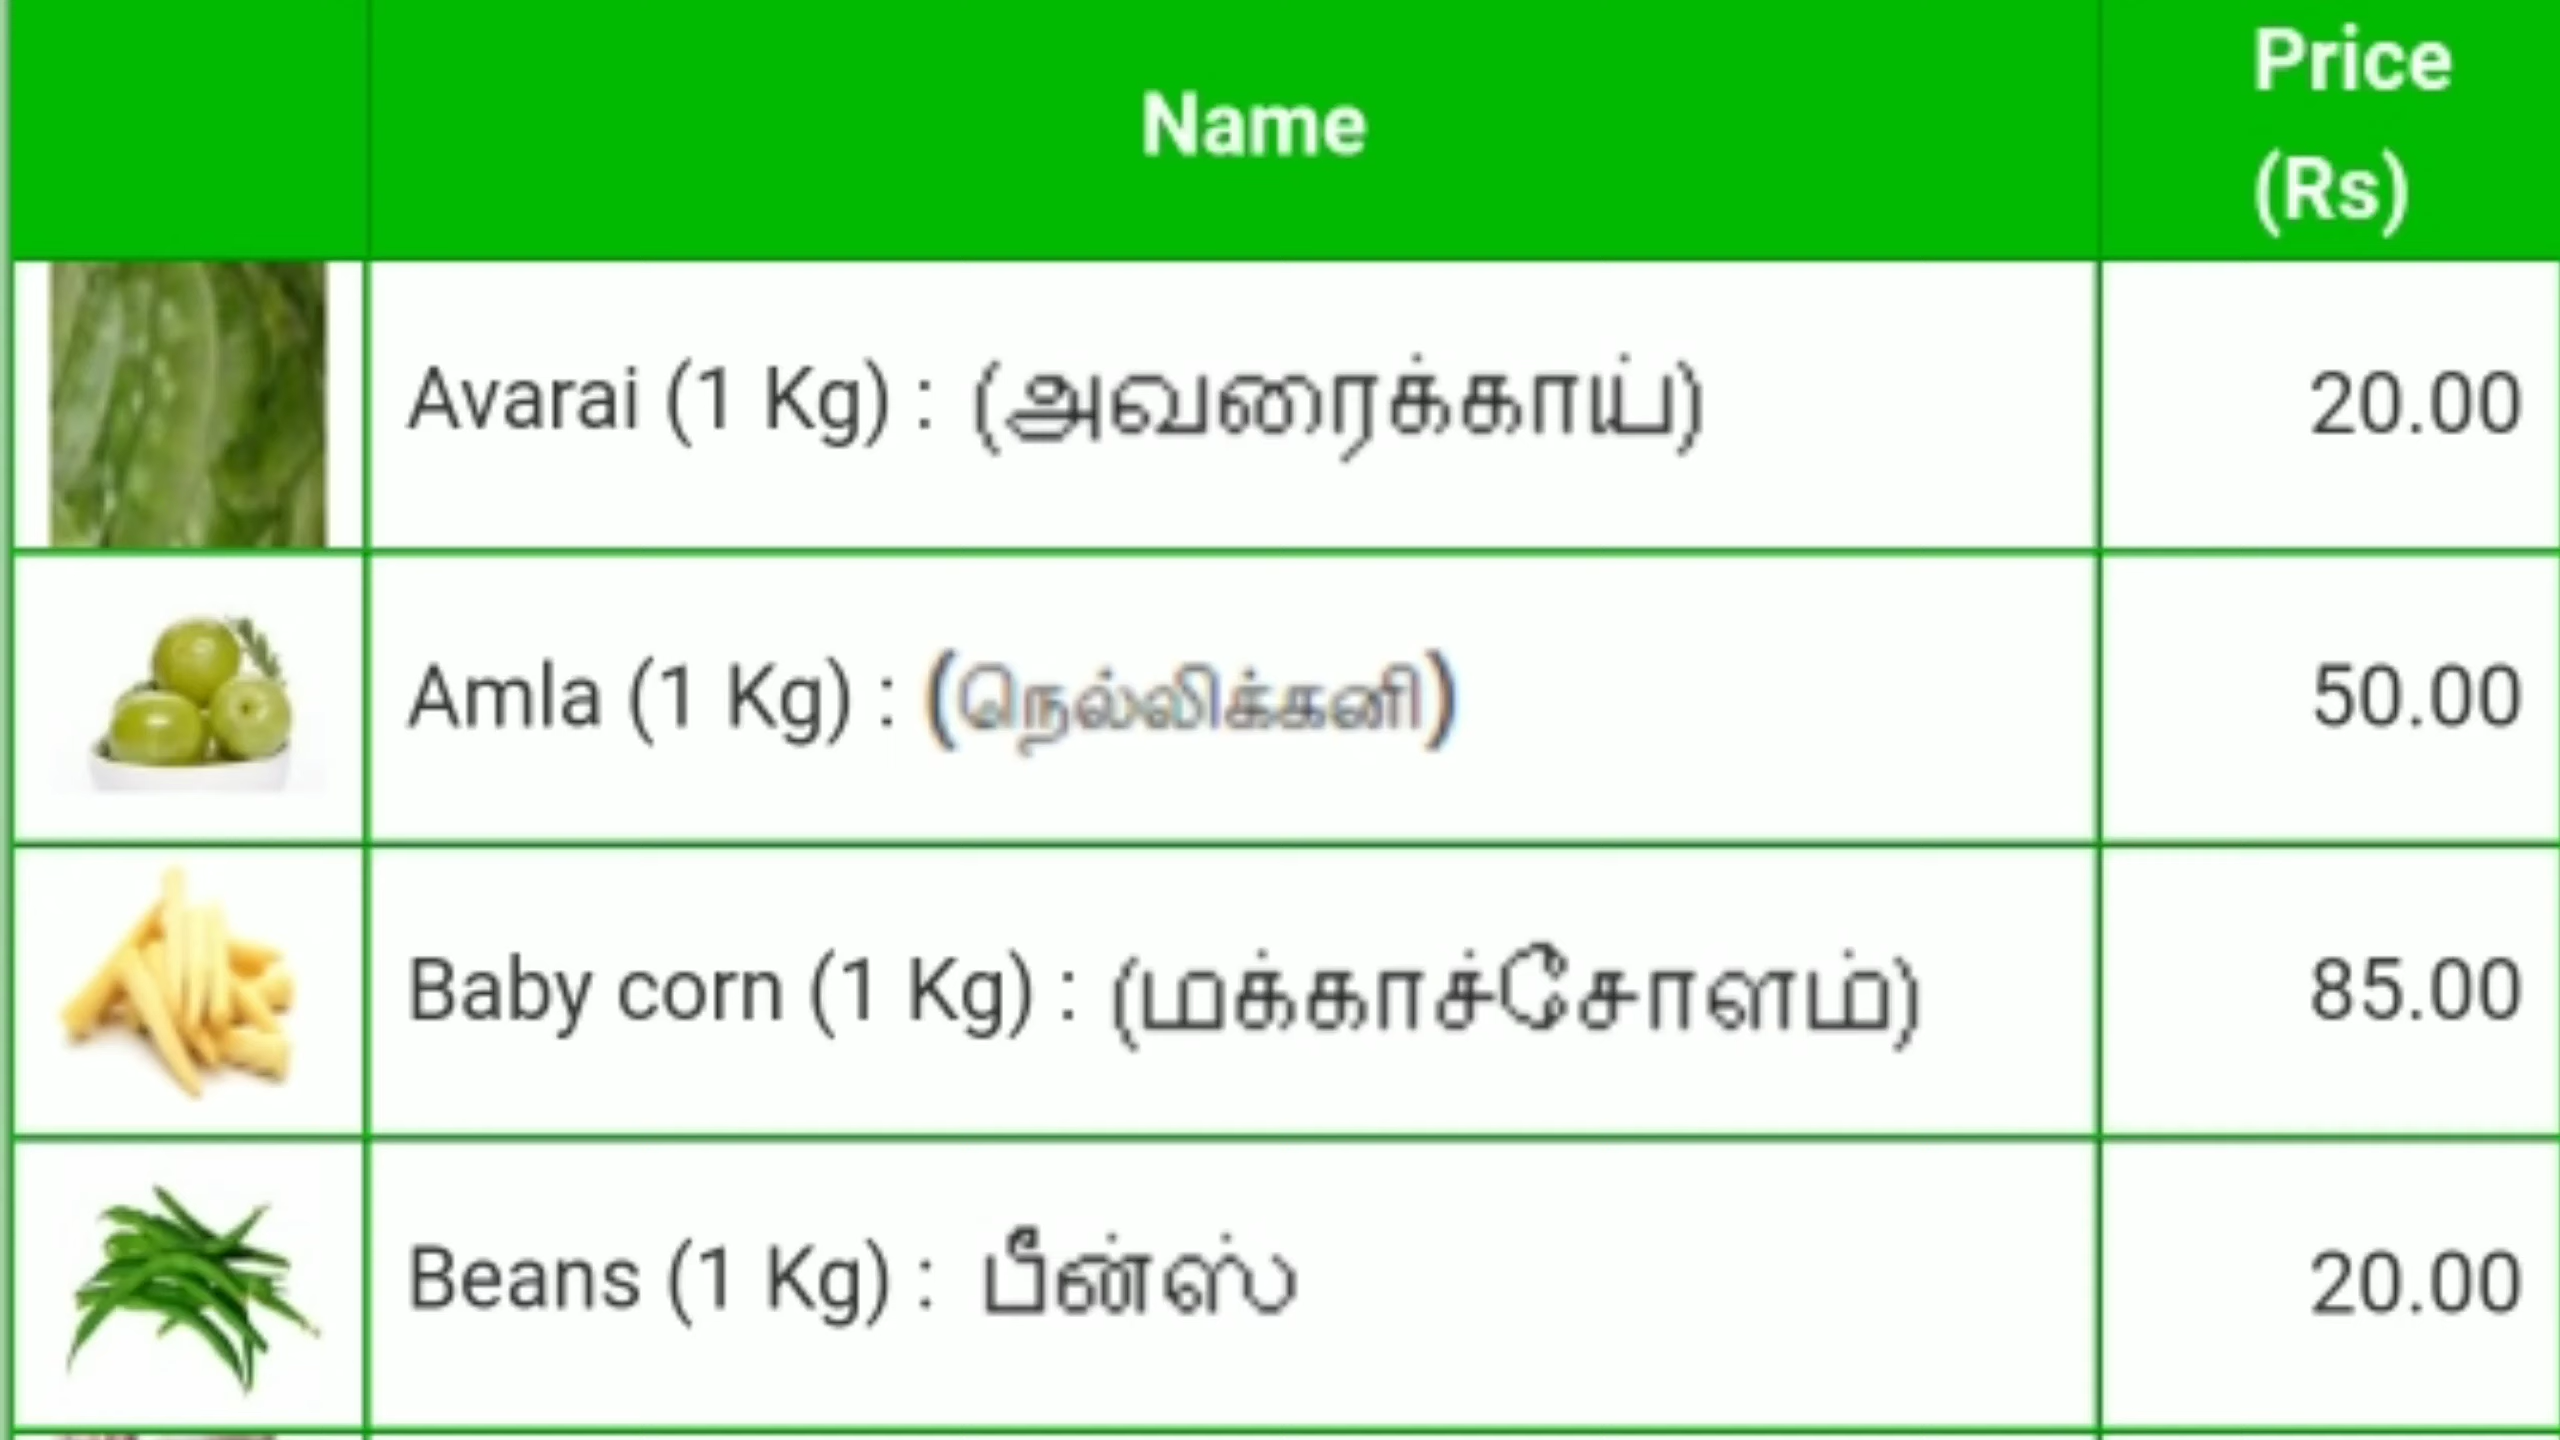 Name
Price
(Rs)
Avarai (1 Kg) : (அவரைக்காய்) 20.00
Amla (1 Kg) : (நெல்லிக்கனி) 50.00
Baby corn (1 Kg) : (மக்காச்சோளம்) 85.00
Beans (1 Kg) : பீன்ஸ் 20.00